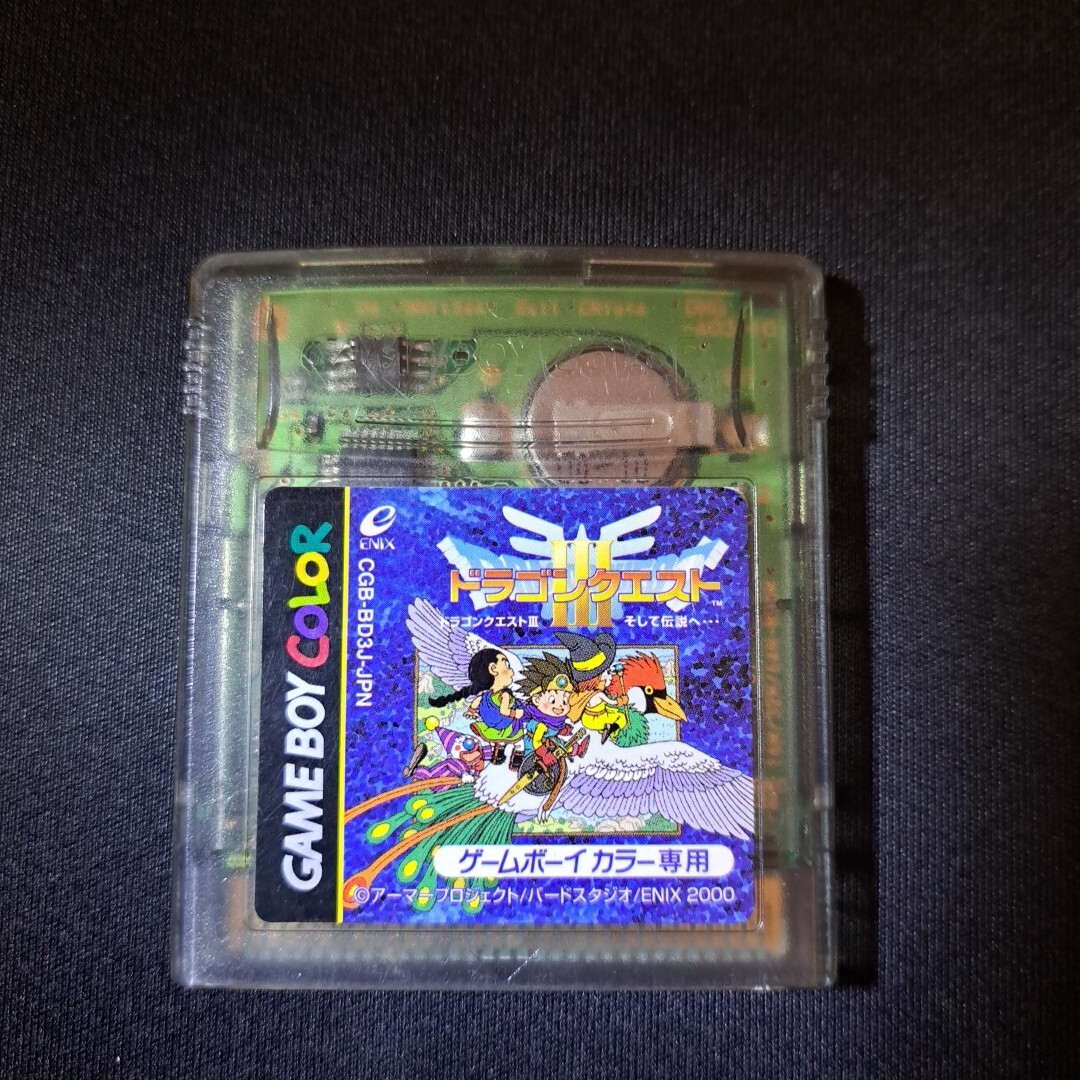 GAME BOY COLOR
ENIX
CGB-BD3J-JPN
III
ドラゴンクエスト
TM
ドラゴンクエストIII そして伝説へ・・・
ゲームボーイカラー専用
©アーマープロジェクト/バードスタジオ/ENIX 2000